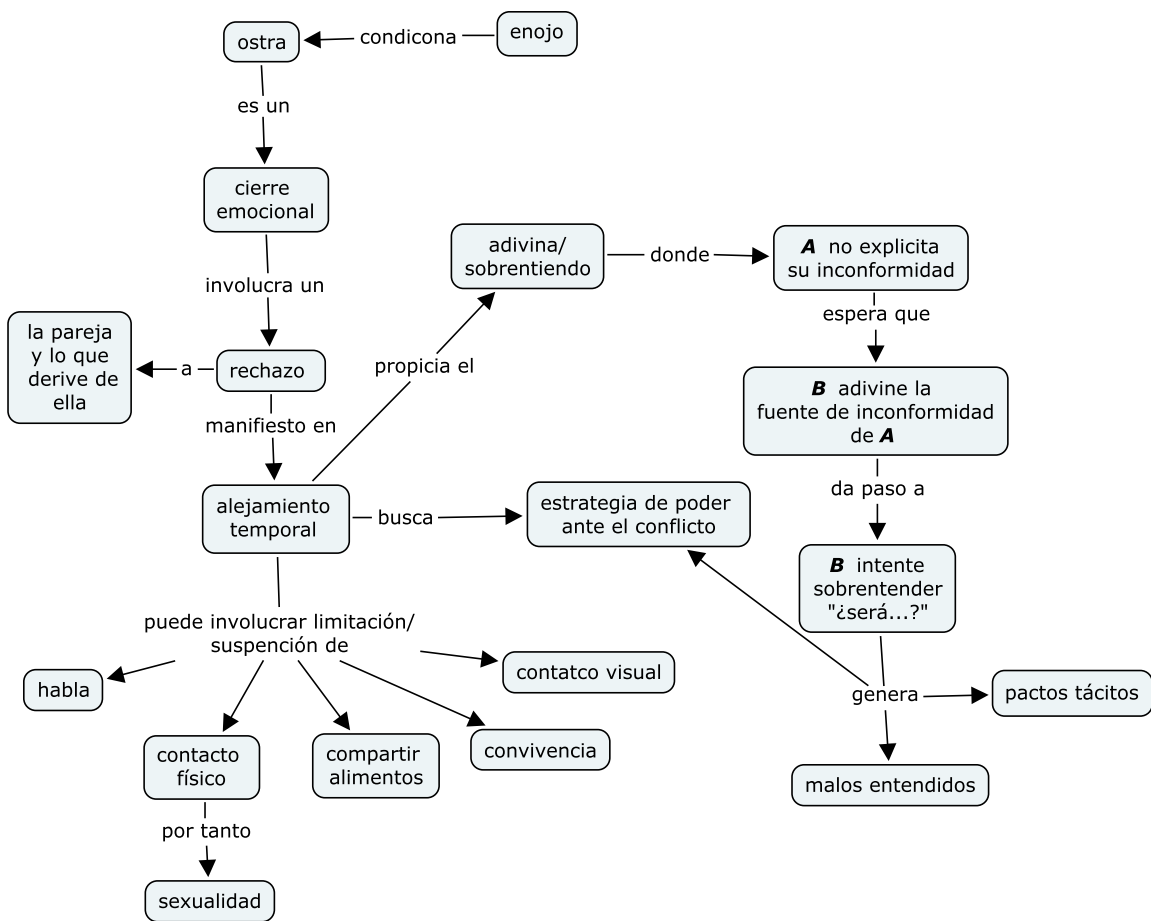 enojo
condicona
ostra
es un
cierre
emocional
involucra un
rechazo
a
la pareja
y lo que
derive de
ella
manifiesto en
alejamiento
temporal
propicia el
adivina/
sobrentiendo
donde
A no explicita
su inconformidad
espera que
B adivine la
fuente de inconformidad
de A
da paso a
B intente
sobrentender
"¿será...?"
genera
pactos tácitos
malos entendidos
busca
estrategia de poder
ante el conflicto
puede involucrar limitación/
suspención de
habla
contacto
físico
por tanto
sexualidad
compartir
alimentos
convivencia
contatco visual